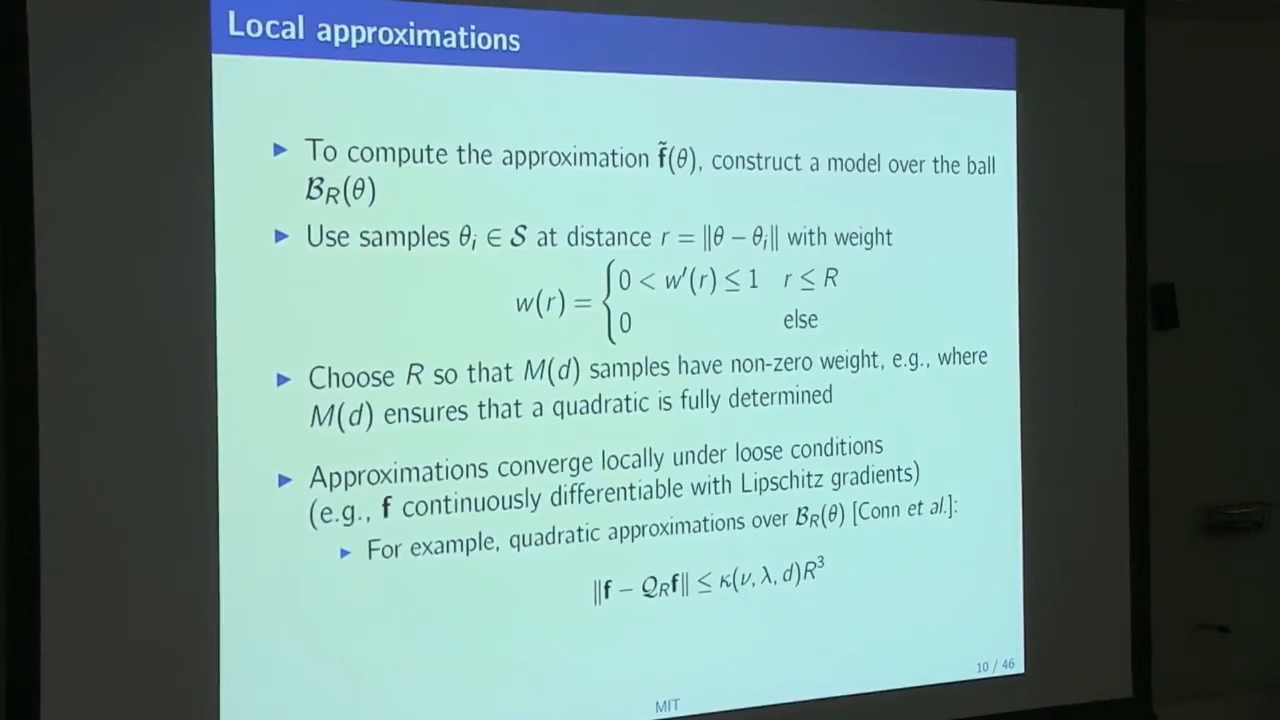 Local approximations
▶ To compute the approximation f̃(θ), construct a model over the ball
ℬ_R(θ)
▶ Use samples θ_i ∈ 𝒮 at distance r = ‖θ − θ_i‖ with weight
w(r) = { 0 < w′(r) ≤ 1   r ≤ R
0   else
▶ Choose R so that M(d) samples have non-zero weight, e.g., where
M(d) ensures that a quadratic is fully determined
▶ Approximations converge locally under loose conditions
(e.g., f continuously differentiable with Lipschitz gradients)
▶ For example, quadratic approximations over ℬ_R(θ) [Conn et al.]:
‖f − 𝒬_R f‖ ≤ κ(ν, λ, d)R³
10 / 46
MIT